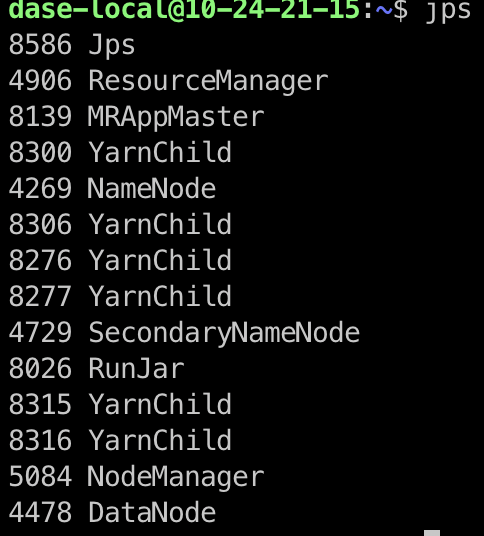 dase-local@10-24-21-15:~$ jps
8586 Jps
4906 ResourceManager
8139 MRAppMaster
8300 YarnChild
4269 NameNode
8306 YarnChild
8276 YarnChild
8277 YarnChild
4729 SecondaryNameNode
8026 RunJar
8315 YarnChild
8316 YarnChild
5084 NodeManager
4478 DataNode